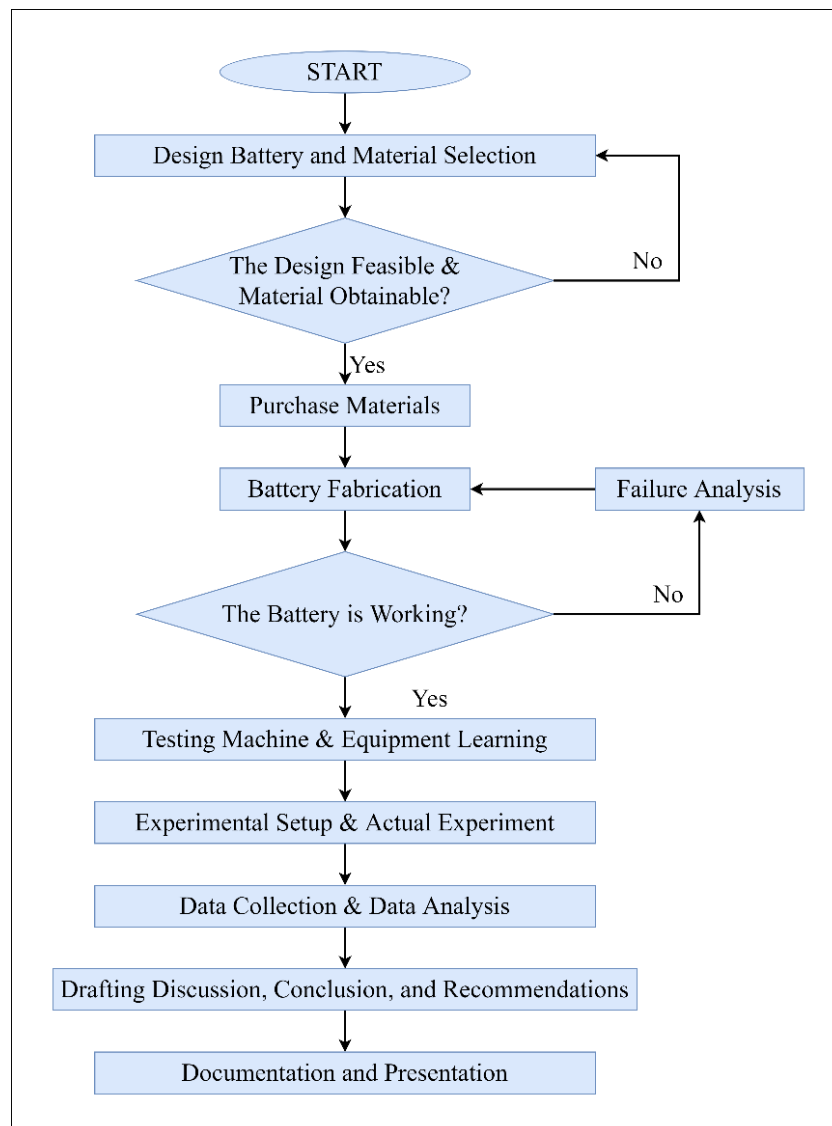 START
Design Battery and Material Selection
The Design Feasible &
Material Obtainable?
No
Yes
Purchase Materials
Battery Fabrication
Failure Analysis
The Battery is Working?
No
Yes
Testing Machine & Equipment Learning
Experimental Setup & Actual Experiment
Data Collection & Data Analysis
Drafting Discussion, Conclusion, and Recommendations
Documentation and Presentation